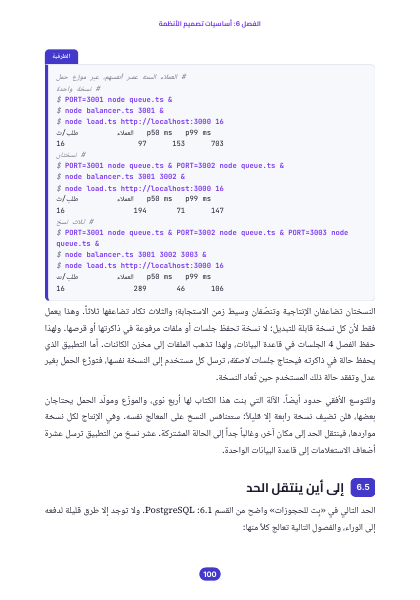 الفصل 6: أساسيات تصميم الأنظمة
الطرفية
# العملاء الستة عشر أنفسهم، عبر موازع حمل
# نسخة واحدة
$ PORT=3001 node queue.ts &
$ node balancer.ts 3001 &
$ node load.ts http://localhost:3000 16
العملاء طلب/ث p50 ms p99 ms
16 97 153 703
# نسختان
$ PORT=3001 node queue.ts & PORT=3002 node queue.ts &
$ node balancer.ts 3001 3002 &
$ node load.ts http://localhost:3000 16
العملاء طلب/ث p50 ms p99 ms
16 194 71 147
# ثلاث نسخ
$ PORT=3001 node queue.ts & PORT=3002 node queue.ts & PORT=3003 node
queue.ts &
$ node balancer.ts 3001 3002 3003 &
$ node load.ts http://localhost:3000 16
العملاء طلب/ث p50 ms p99 ms
16 289 46 106
النسختان تضاعفان الإنتاجية وتنصّفان وسيط زمن الاستجابة؛ والثلاث تكاد تضاعفها ثلاثاً. وهذا يعمل
فقط لأن كل نسخة قابلة للتبديل: لا نسخة تحفظ جلسات أو ملفات مرفوعة في ذاكرتها أو قرصها. ولهذا
حفظ الفصل 4 الجلسات في قاعدة البيانات، ولهذا تذهب الملفات إلى مخزن الكائنات. أما التطبيق الذي
يحفظ حالة في ذاكرته فيحتاج جلسات لاصقة، ترسل كل مستخدم إلى النسخة نفسها، فتوزّع الحمل بغير
عدل وتفقد حالة ذلك المستخدم حين تُعاد النسخة.
وللتوسع الأفقي حدود أيضاً. الآلة التي بنت هذا الكتاب لها أربع نوى، والموزّع ومولّد الحمل يحتاجان
بعضها، فلن تضيف نسخة رابعة إلا قليلاً: ستتنافس النسخ على المعالج نفسه. وفي الإنتاج لكل نسخة
مواردها، فينتقل الحد إلى مكان آخر، وغالباً جداً إلى الحالة المشتركة. عشر نسخ من التطبيق ترسل عشرة
أضعاف الاستعلامات إلى قاعدة البيانات الواحدة.
6.5 إلى أين ينتقل الحد
الحد التالي في «بِت للحجوزات» واضح من القسم 6.1: PostgreSQL. ولا توجد إلا طرق قليلة لدفعه
إلى الوراء، والفصول التالية تعالج كلاً منها:
100